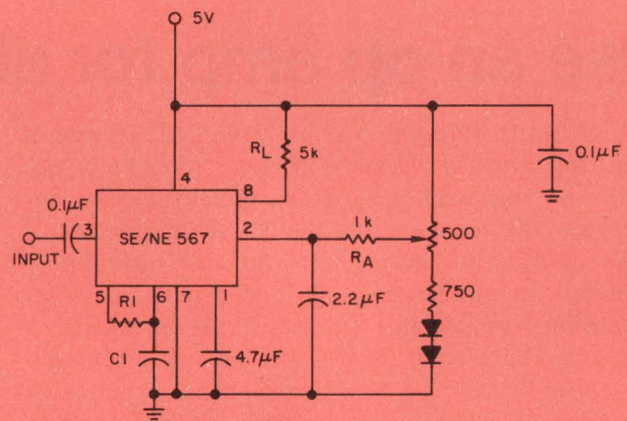 5V
RL 5k
0.1µF
4
8
0.1µF
3
SE/NE 567
2
1k
500
INPUT
RA
5 R1 6 7 1
2.2µF
750
C1
4.7µF